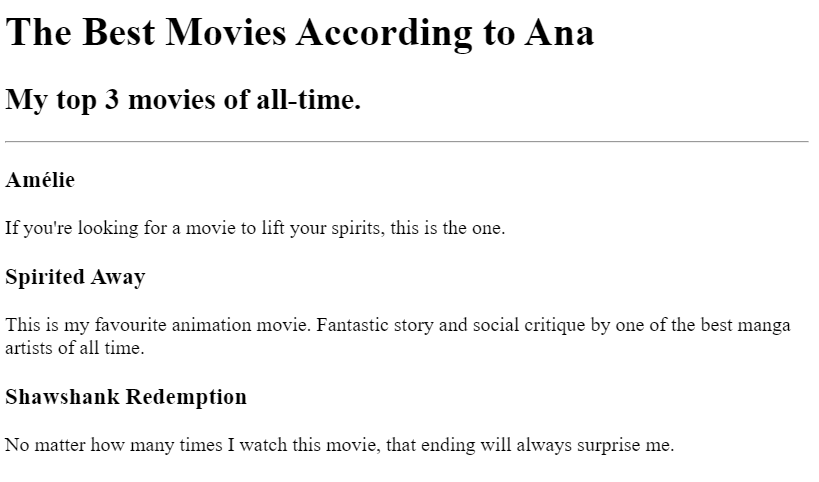 The Best Movies According to Ana
My top 3 movies of all-time.
Amélie
If you're looking for a movie to lift your spirits, this is the one.
Spirited Away
This is my favourite animation movie. Fantastic story and social critique by one of the best manga
artists of all time.
Shawshank Redemption
No matter how many times I watch this movie, that ending will always surprise me.